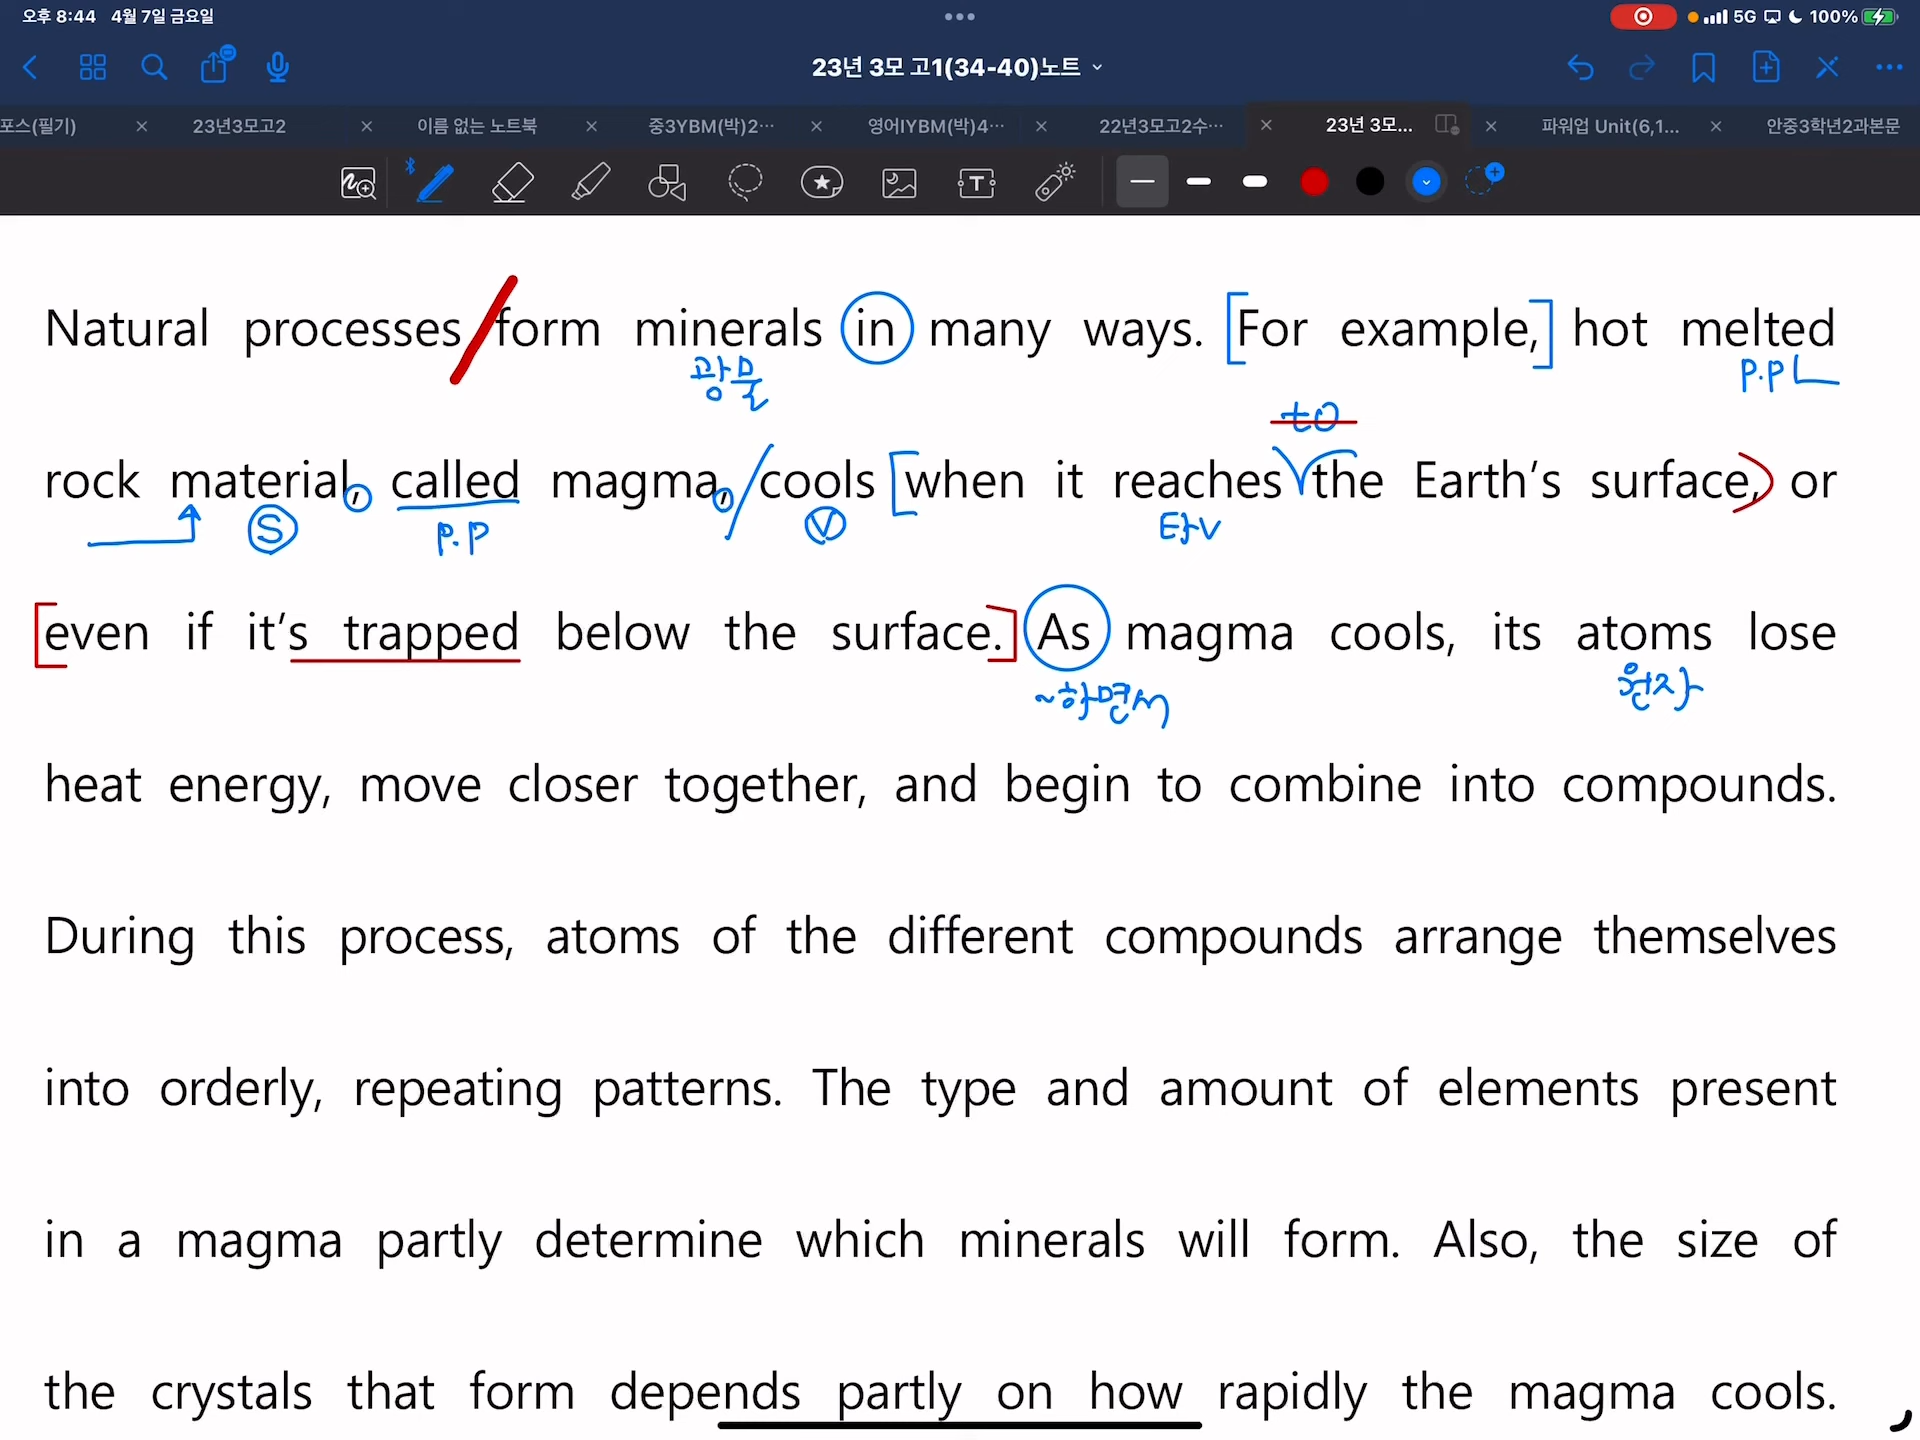 오후 8:44 4월 7일 금요일
5G 100%
23년 3모 고1(34-40)노트
포스(필기) 23년3모고2 이름 없는 노트북 중3YBM(박)2… 영어IYBM(박)4… 22년3모고2수… 23년 3모... 파워업 Unit(6,1... 안중3학년2과본문
Natural processes form minerals in many ways. For example, hot melted
광물 P.P
to
rock material, called magma, cools when it reaches the Earth's surface, or
S P.P V 타V
even if it's trapped below the surface. As magma cools, its atoms lose
~하면서 원자
heat energy, move closer together, and begin to combine into compounds.
During this process, atoms of the different compounds arrange themselves
into orderly, repeating patterns. The type and amount of elements present
in a magma partly determine which minerals will form. Also, the size of
the crystals that form depends partly on how rapidly the magma cools.